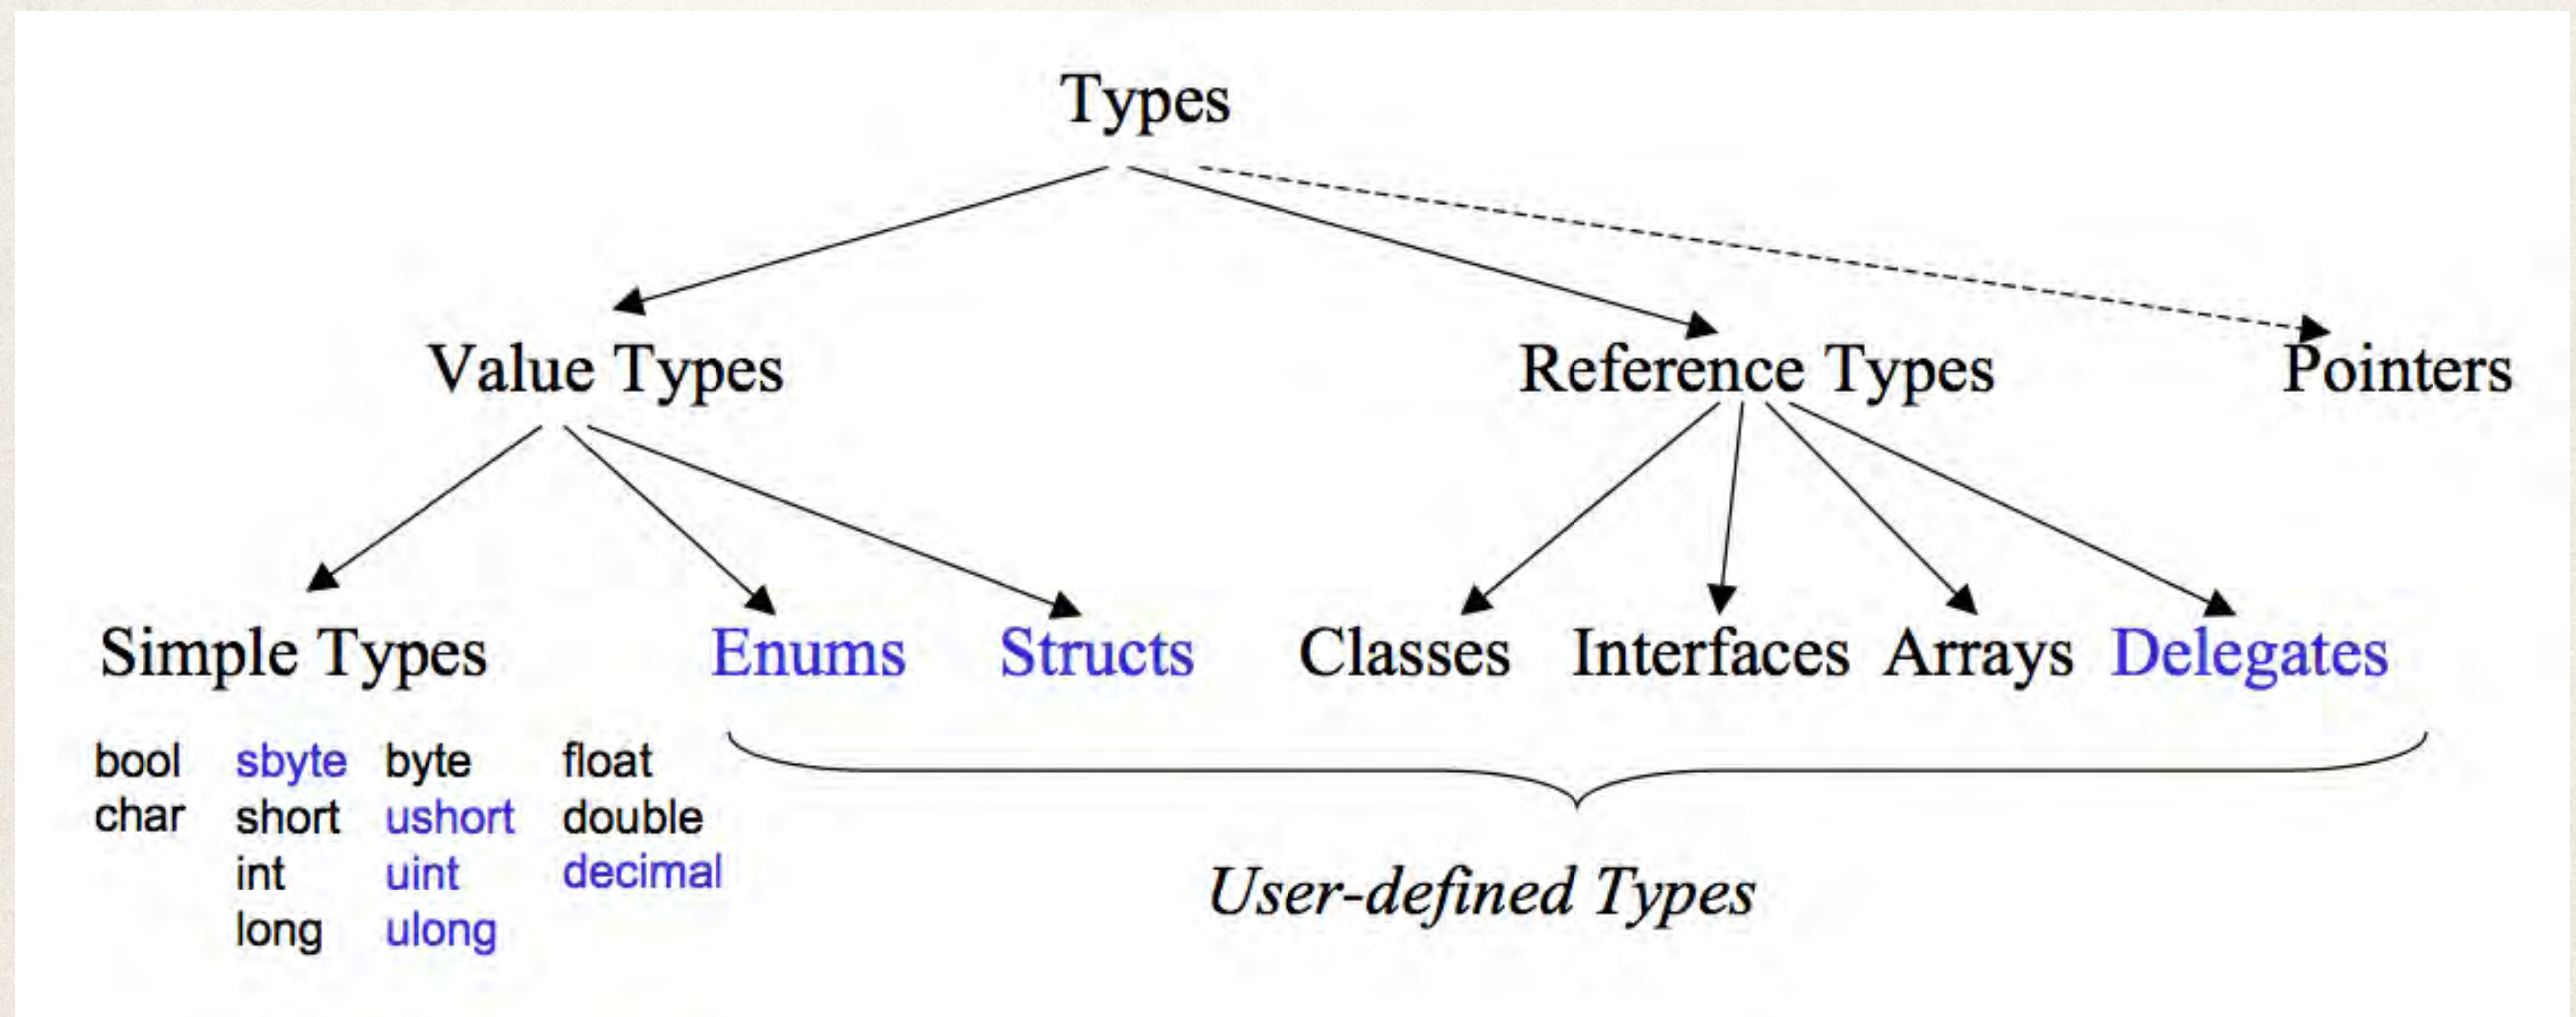 Types
Value Types Reference Types Pointers
Simple Types Enums Structs Classes Interfaces Arrays Delegates
bool sbyte byte float
char short ushort double
int uint decimal
long ulong
User-defined Types